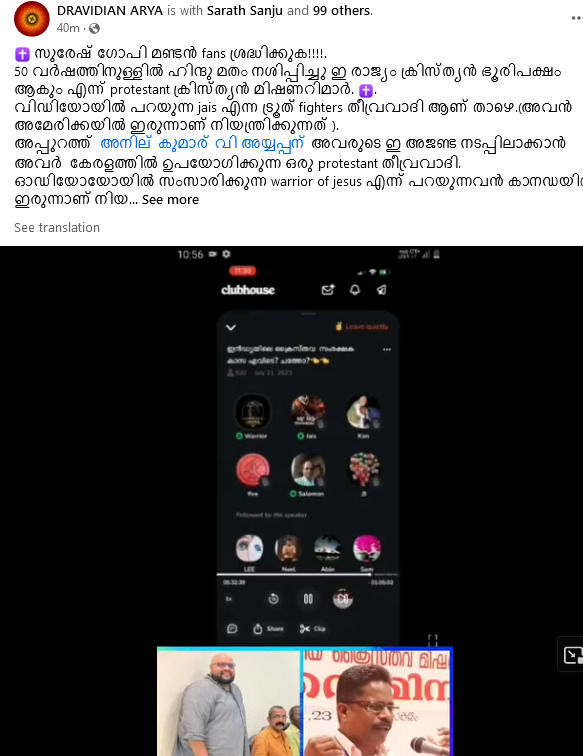 DRAVIDIAN ARYA is with Sarath Sanju and 99 others.
40m ·
✝️ സുരേഷ് ഗോപി മണ്ടൻ fans ശ്രദ്ധിക്കുക!!!!.
50 വർഷത്തിനുള്ളിൽ ഹിന്ദു മതം നശിപ്പിച്ചു ഇ രാജ്യം ക്രിസ്ത്യൻ ഭൂരിപക്ഷം
ആകും എന്ന് protestant ക്രിസ്ത്യൻ മിഷണറിമാർ. ✝️.
വിഡിയോയിൽ പറയുന്ന jais എന്ന ട്രൂത് fighters തീവ്രവാദി ആണ് താഴെ.(അവൻ
അമേരിക്കയിൽ ഇരുന്നാണ് നിയന്ത്രിക്കുന്നത് ).
അപ്പുറത്ത് അനില് കുമാര് വി അയ്യപ്പന് അവരുടെ ഇ അജണ്ട നടപ്പിലാക്കാൻ
അവർ കേരളത്തിൽ ഉപയോഗിക്കുന്ന ഒരു protestant തീവ്രവാദി.
ഓഡിയോയോയിൽ സംസാരിക്കുന്ന warrior of jesus എന്ന് പറയുന്നവൻ കാനഡയിൽ
ഇരുന്നാണ് നിയ... See more
See translation
10:56
11:30
clubhouse
Leave quietly
ഇൻഡ്യയിലെ ക്രൈസ്തവ സംരക്ഷക
കാസ എവിടെ? ചത്തോ?
520 · July 21, 2023
Warrior Jais Kim
Salamon JI
Followed by the speaker
LEE Neel Abin Sam
05:32:39 -01:05:02
1x
Share Clip
ക്രൈസ്തവ മിഷ
,23